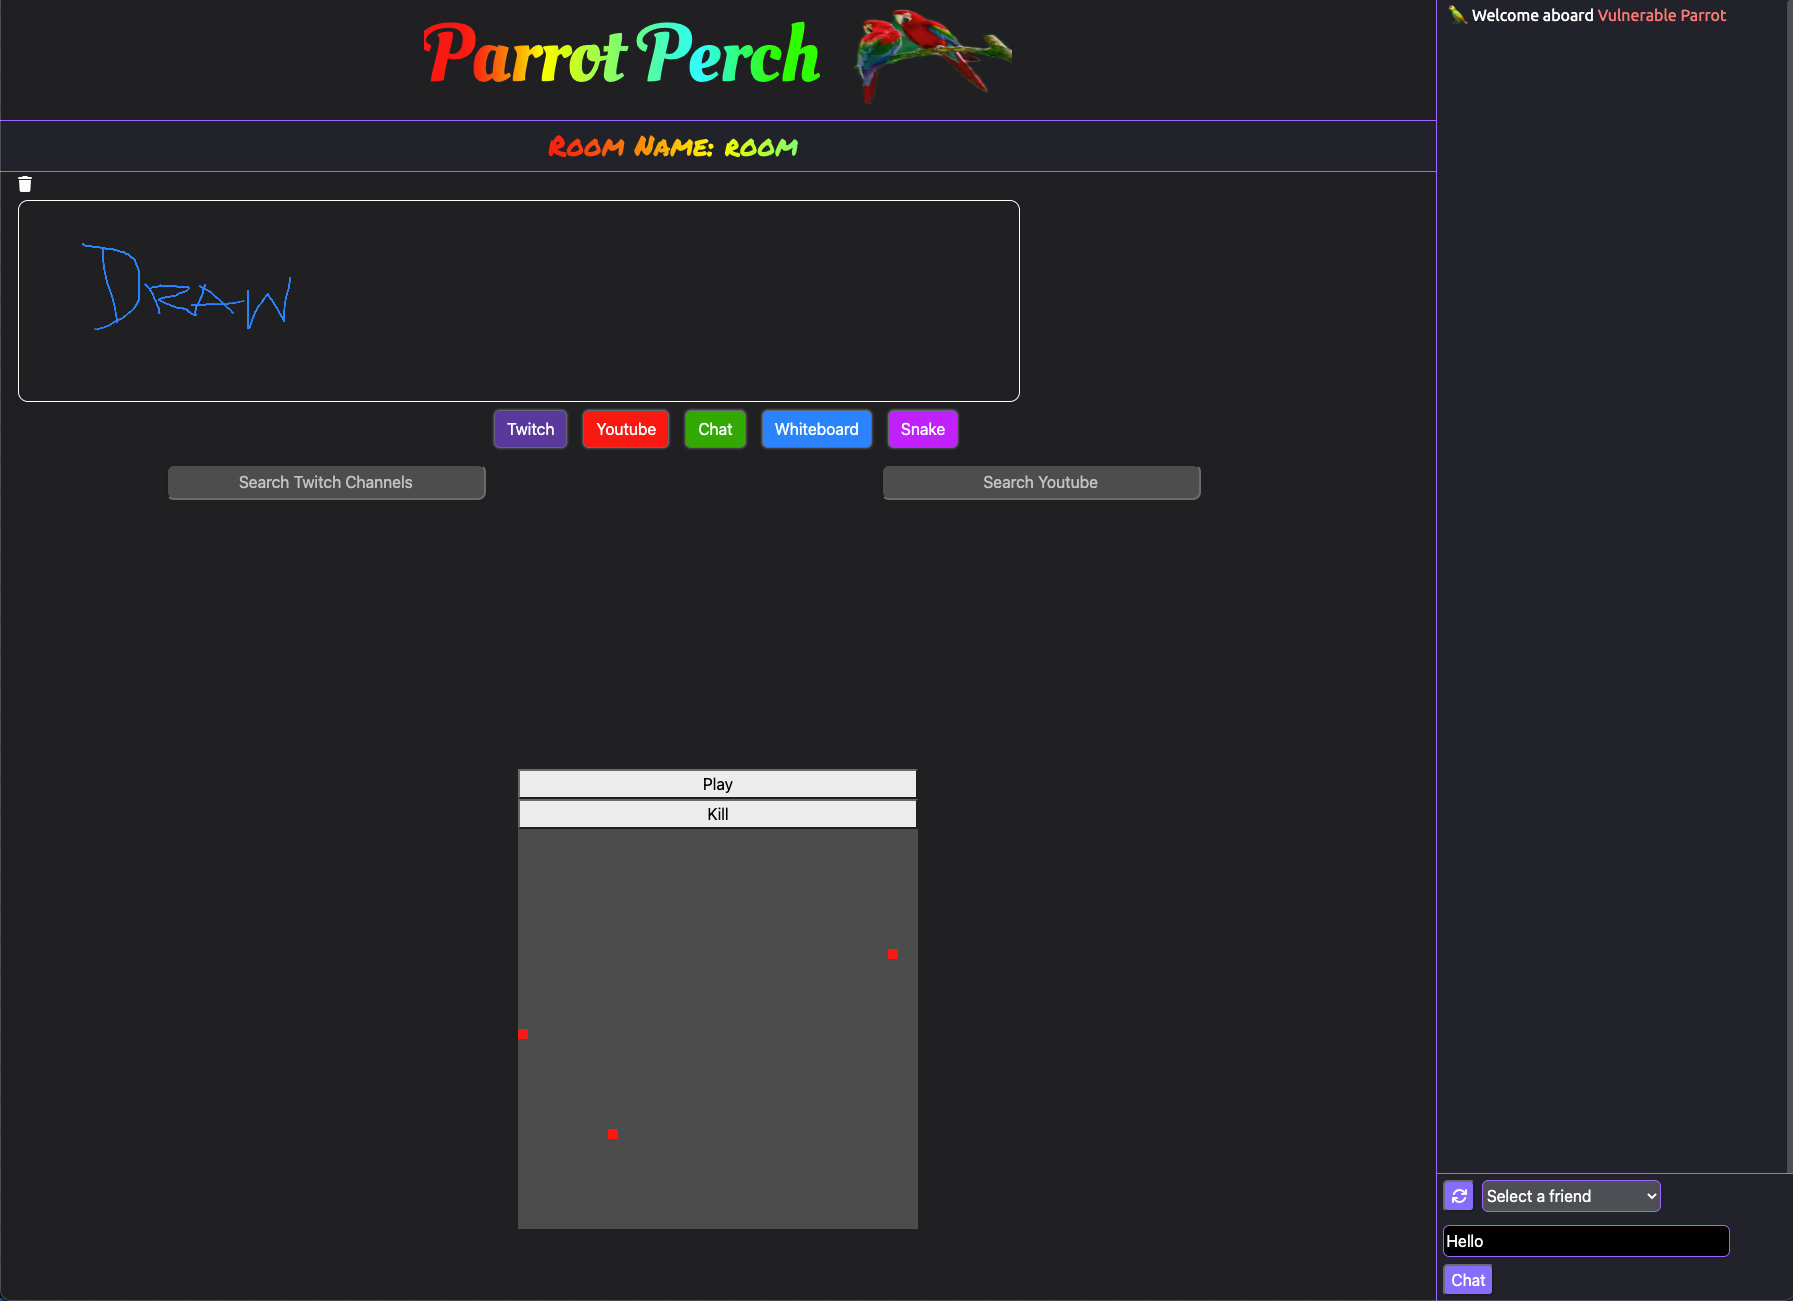 Parrot Perch
Room Name: room
DRAW
Twitch
Youtube
Chat
Whiteboard
Snake
Search Twitch Channels
Search Youtube
Play
Kill
Welcome aboard Vulnerable Parrot
Select a friend
Hello
Chat